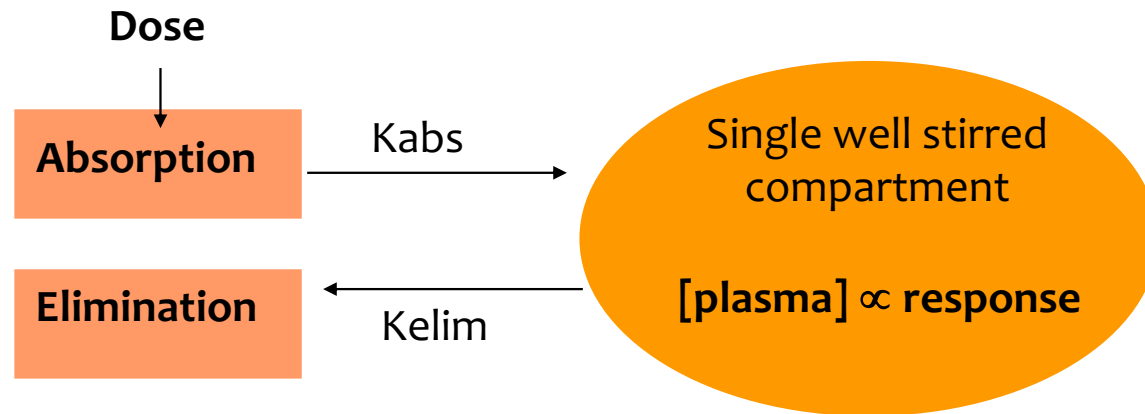 Dose
Absorption
Kabs
Single well stirred
compartment
Elimination
Kelim
[plasma] ∝ response